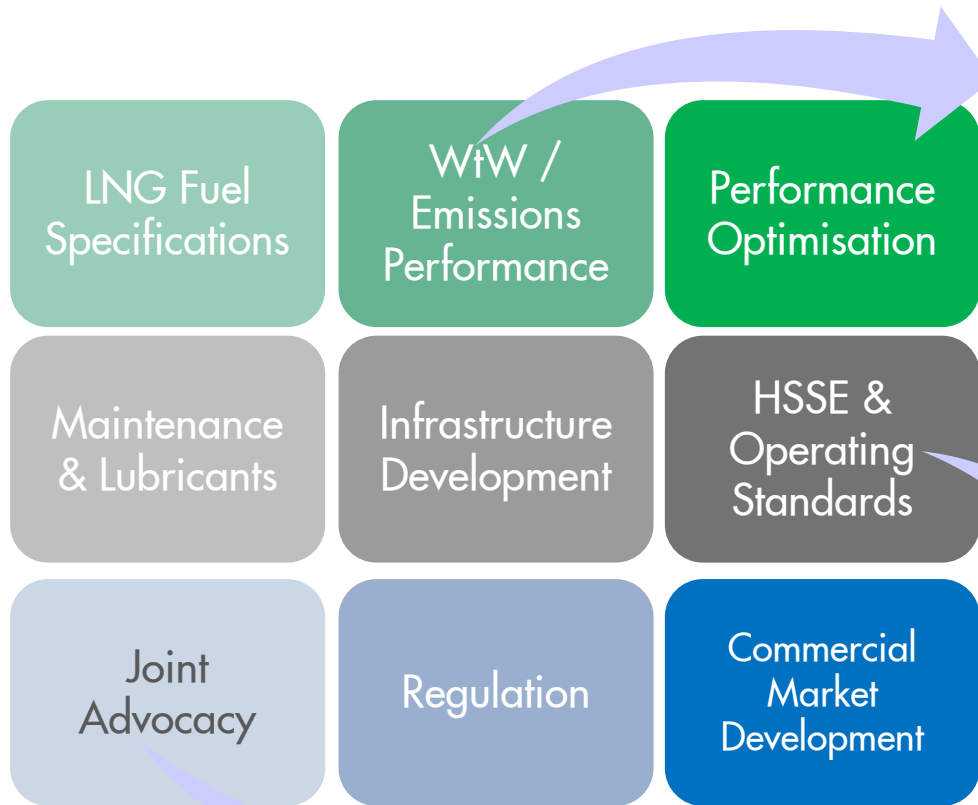 LNG Fuel
Specifications
WtW /
Emissions
Performance
Performance
Optimisation
Maintenance
& Lubricants
Infrastructure
Development
HSSE &
Operating
Standards
Joint
Advocacy
Regulation
Commercial
Market
Development